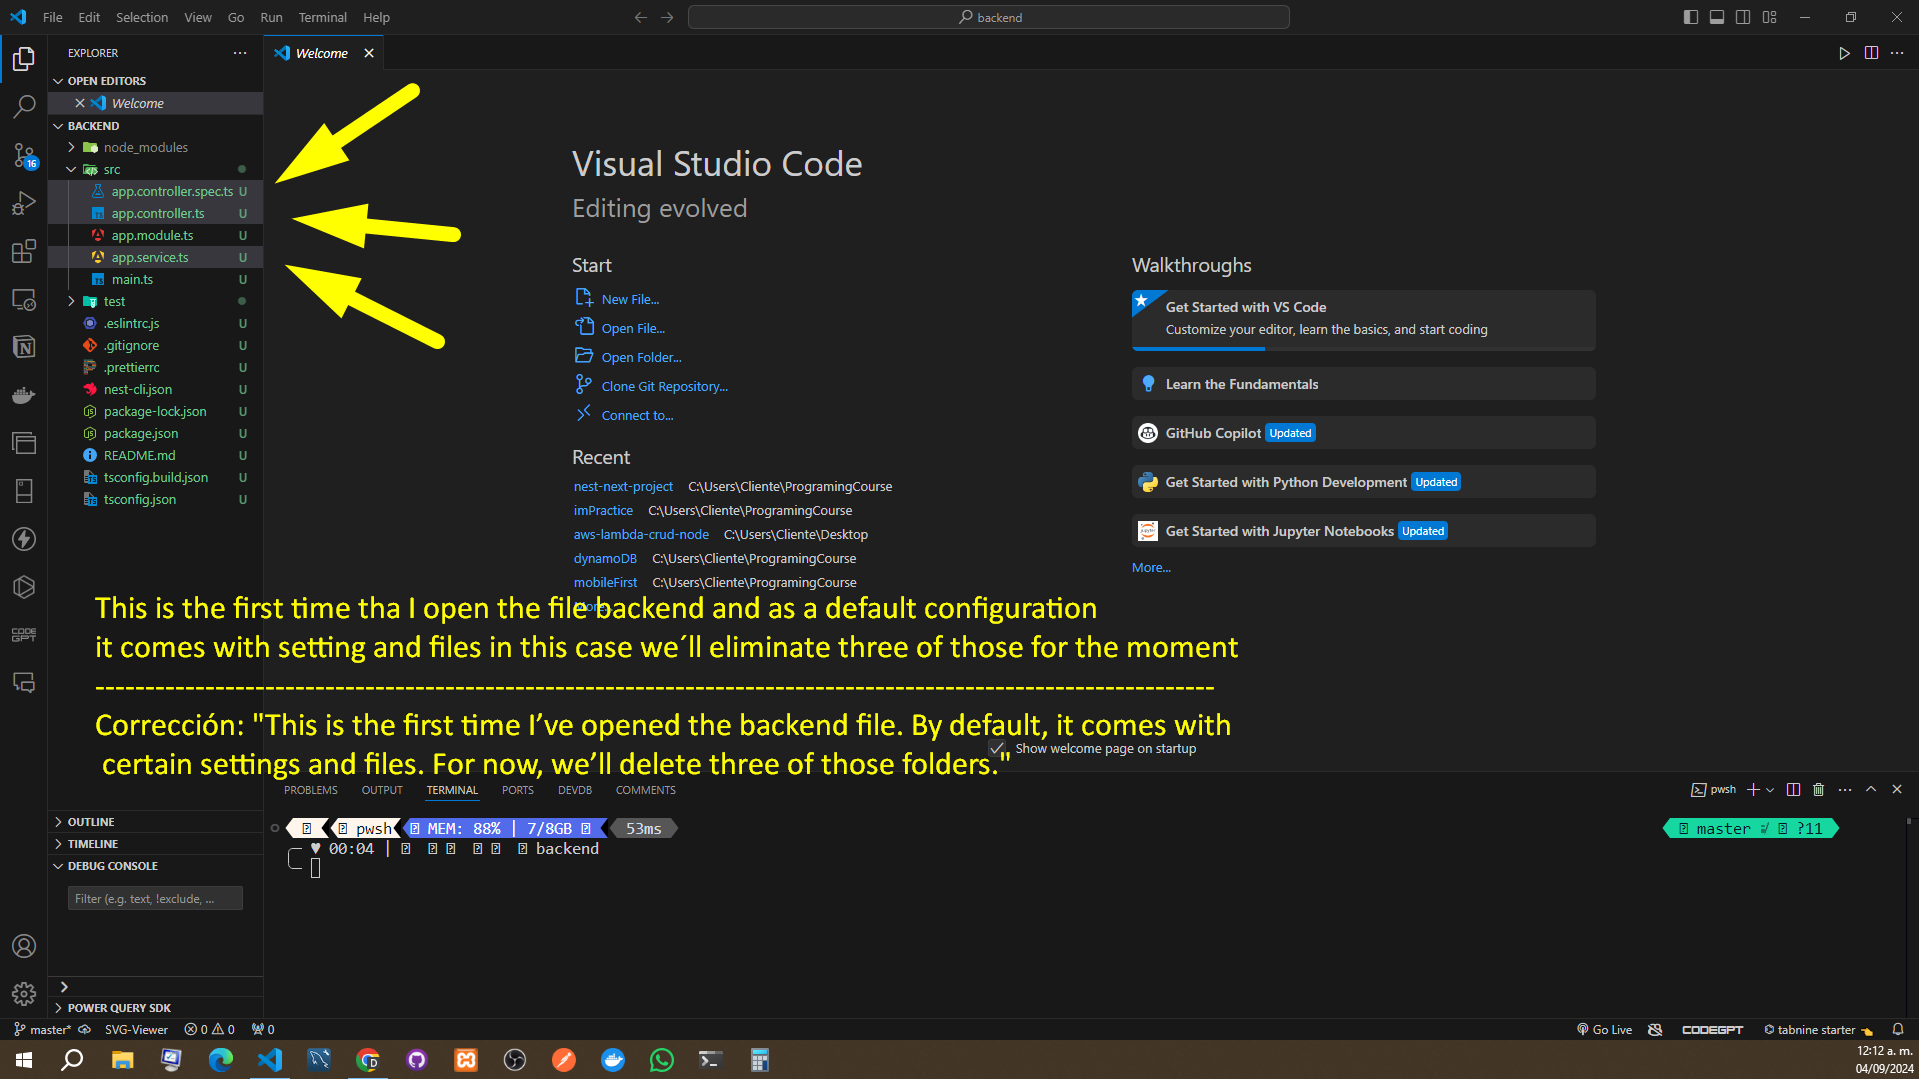 File Edit Selection View Go Run Terminal Help
backend
EXPLORER
Welcome
OPEN EDITORS
Welcome
BACKEND
node_modules
src
app.controller.spec.ts U
app.controller.ts U
app.module.ts U
app.service.ts U
main.ts U
test
.eslintrc.js U
.gitignore U
.prettierrc U
nest-cli.json U
package-lock.json U
package.json U
README.md U
tsconfig.build.json U
tsconfig.json U
16
Visual Studio Code
Editing evolved
Start
New File...
Open File...
Open Folder...
Clone Git Repository...
Connect to...
Recent
nest-next-project C:\Users\Cliente\ProgramingCourse
imPractice C:\Users\Cliente\ProgramingCourse
aws-lambda-crud-node C:\Users\Cliente\Desktop
dynamoDB C:\Users\Cliente\ProgramingCourse
mobileFirst C:\Users\Cliente\ProgramingCourse
More...
Walkthroughs
Get Started with VS Code
Customize your editor, learn the basics, and start coding
Learn the Fundamentals
GitHub Copilot Updated
Get Started with Python Development Updated
Get Started with Jupyter Notebooks Updated
More...
This is the first time tha I open the file backend and as a default configuration
it comes with setting and files in this case we´ll eliminate three of those for the moment
--------------------------------------------------------------------------------
Corrección: "This is the first time I’ve opened the backend file. By default, it comes with
certain settings and files. For now, we’ll delete three of those folders."
Show welcome page on startup
PROBLEMS OUTPUT TERMINAL PORTS DEVDB COMMENTS
pwsh
pwsh MEM: 88% | 7/8GB 53ms
master ?11
00:04 | backend
OUTLINE
TIMELINE
DEBUG CONSOLE
Filter (e.g. text, !exclude, ...
POWER QUERY SDK
CODE GPT
master* SVG-Viewer 0 0 0
Go Live CODEGPT tabnine starter
12:12 a. m.
04/09/2024